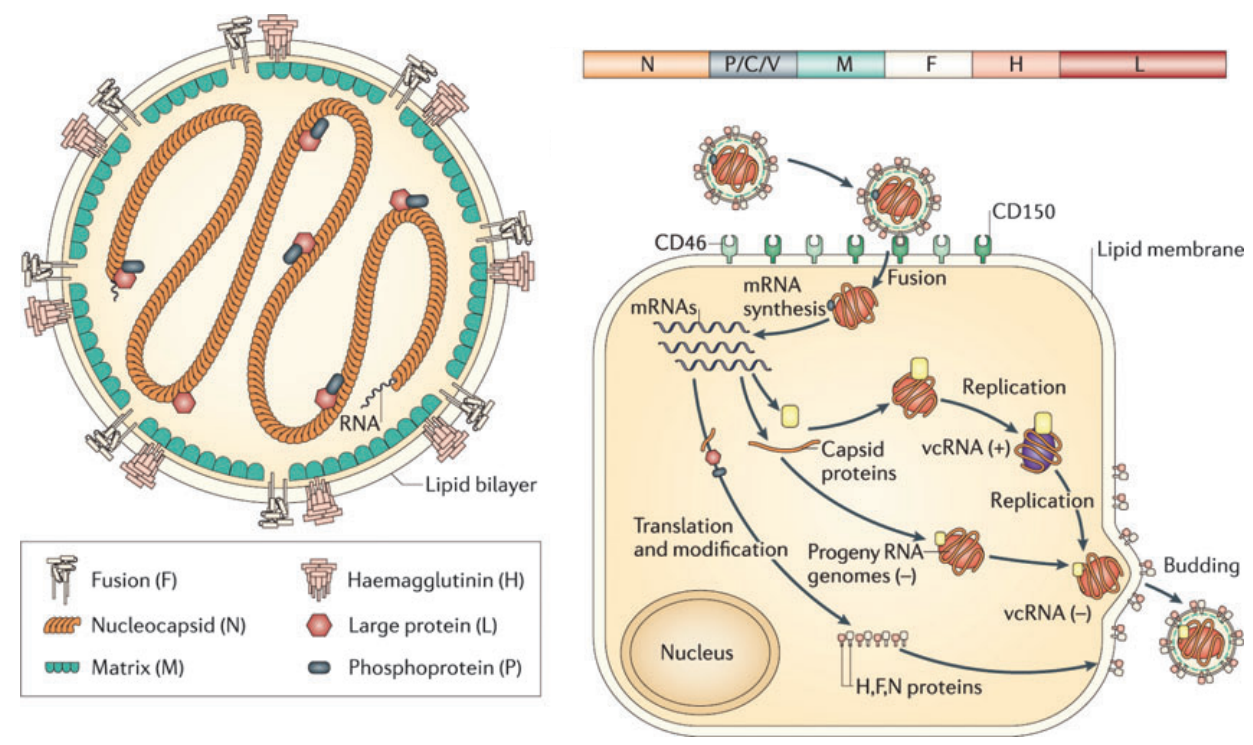 RNA
Lipid bilayer
Fusion (F)
Haemagglutinin (H)
Nucleocapsid (N)
Large protein (L)
Matrix (M)
Phosphoprotein (P)
N P/C/V M F H L
CD150
CD46
Lipid membrane
Fusion
mRNA
synthesis
mRNAs
Replication
vcRNA (+)
Capsid
proteins
Replication
Translation
and modification
Progeny RNA
genomes (–)
Budding
vcRNA (–)
Nucleus
H,F,N proteins